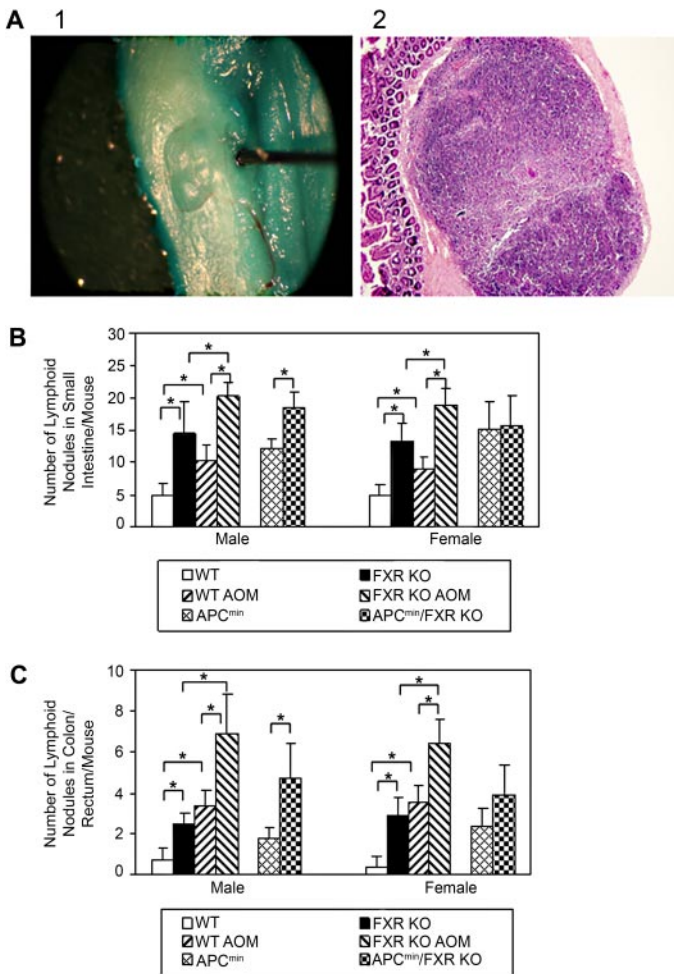 A 1 2
B
Number of Lymphoid
Nodules in Small
Intestine/Mouse
30
25
20
15
10
5
0
* * * * *
* * * *
Male Female
WT FXR KO
WT AOM FXR KO AOM
APCmin APCmin/FXR KO
C
Number of Lymphoid
Nodules in Colon/
Rectum/Mouse
10
8
6
4
2
0
* * * * *
* * * *
Male Female
WT FXR KO
WT AOM FXR KO AOM
APCmin APCmin/FXR KO